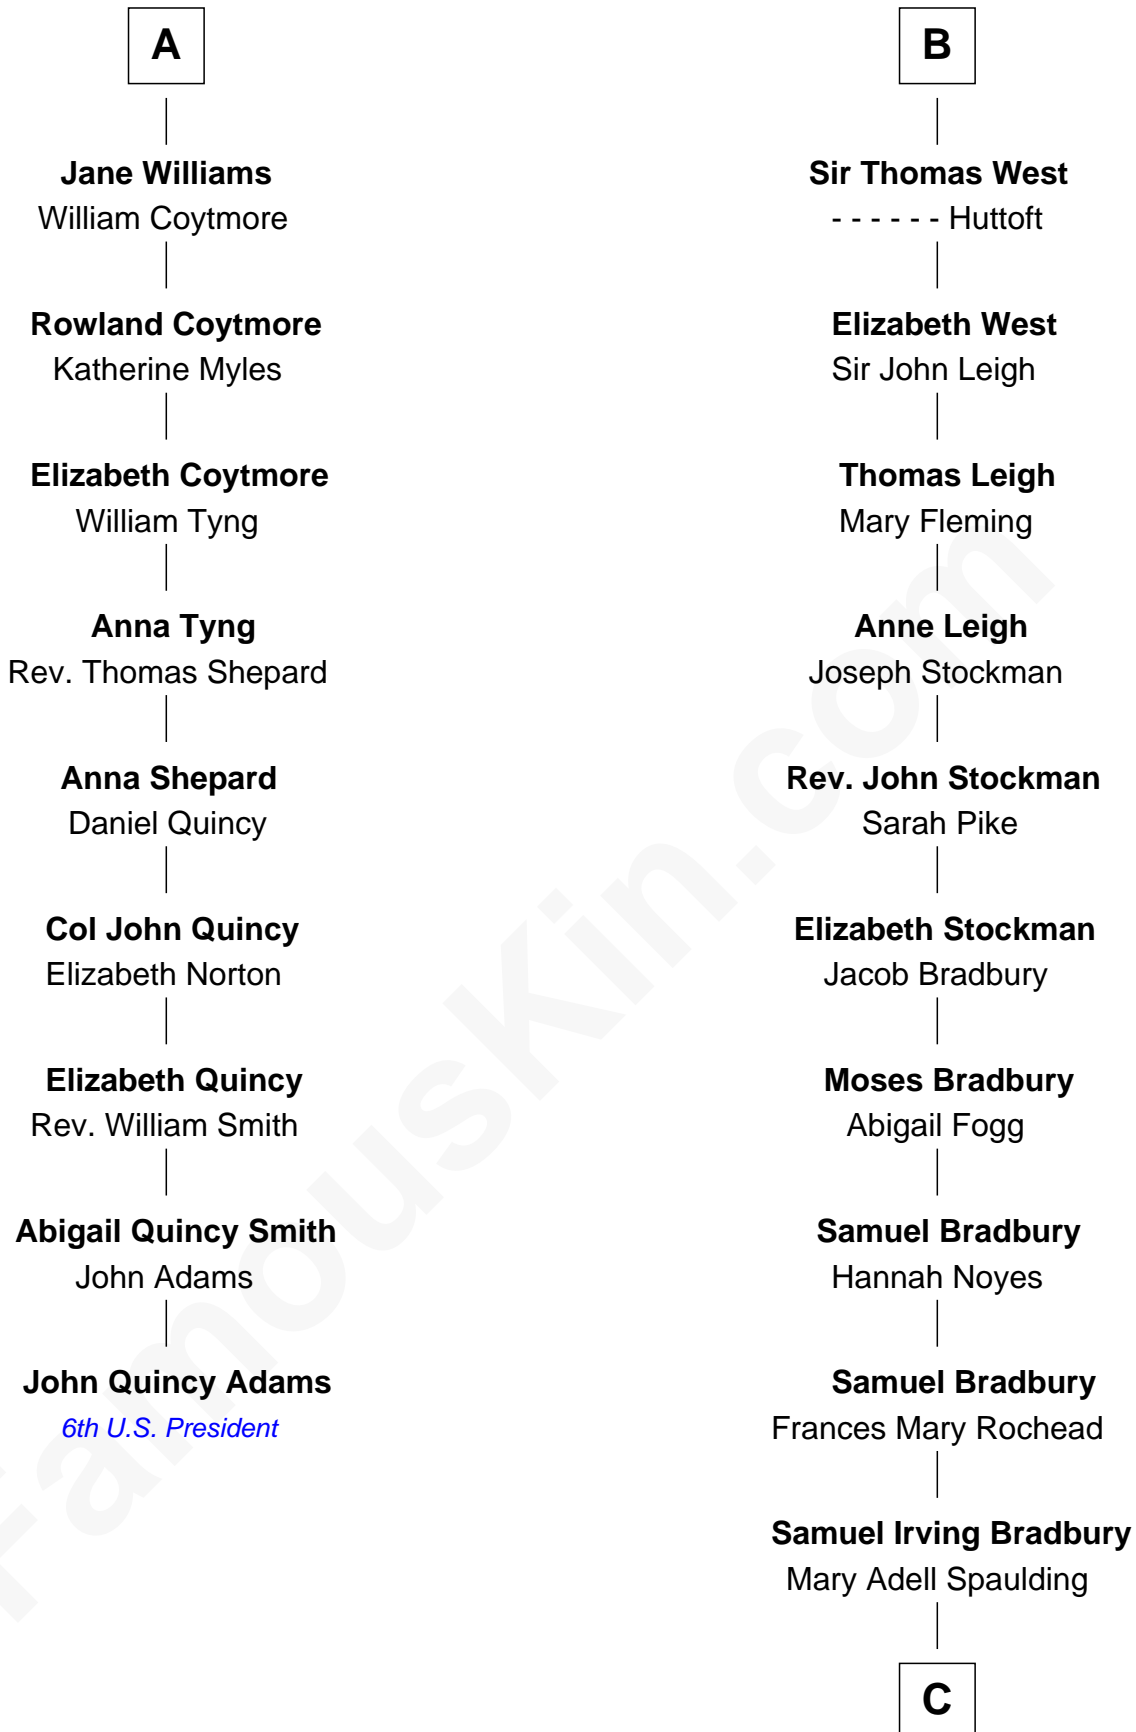 A
Jane Williams
William Coytmore
Rowland Coytmore
Katherine Myles
Elizabeth Coytmore
William Tyng
Anna Tyng
Rev. Thomas Shepard
Anna Shepard
Daniel Quincy
Col John Quincy
Elizabeth Norton
Elizabeth Quincy
Rev. William Smith
Abigail Quincy Smith
John Adams
John Quincy Adams
6th U.S. President
B
Sir Thomas West
- - - - - - Huttoft
Elizabeth West
Sir John Leigh
Thomas Leigh
Mary Fleming
Anne Leigh
Joseph Stockman
Rev. John Stockman
Sarah Pike
Elizabeth Stockman
Jacob Bradbury
Moses Bradbury
Abigail Fogg
Samuel Bradbury
Hannah Noyes
Samuel Bradbury
Frances Mary Rochead
Samuel Irving Bradbury
Mary Adell Spaulding
C
FamousKin.com